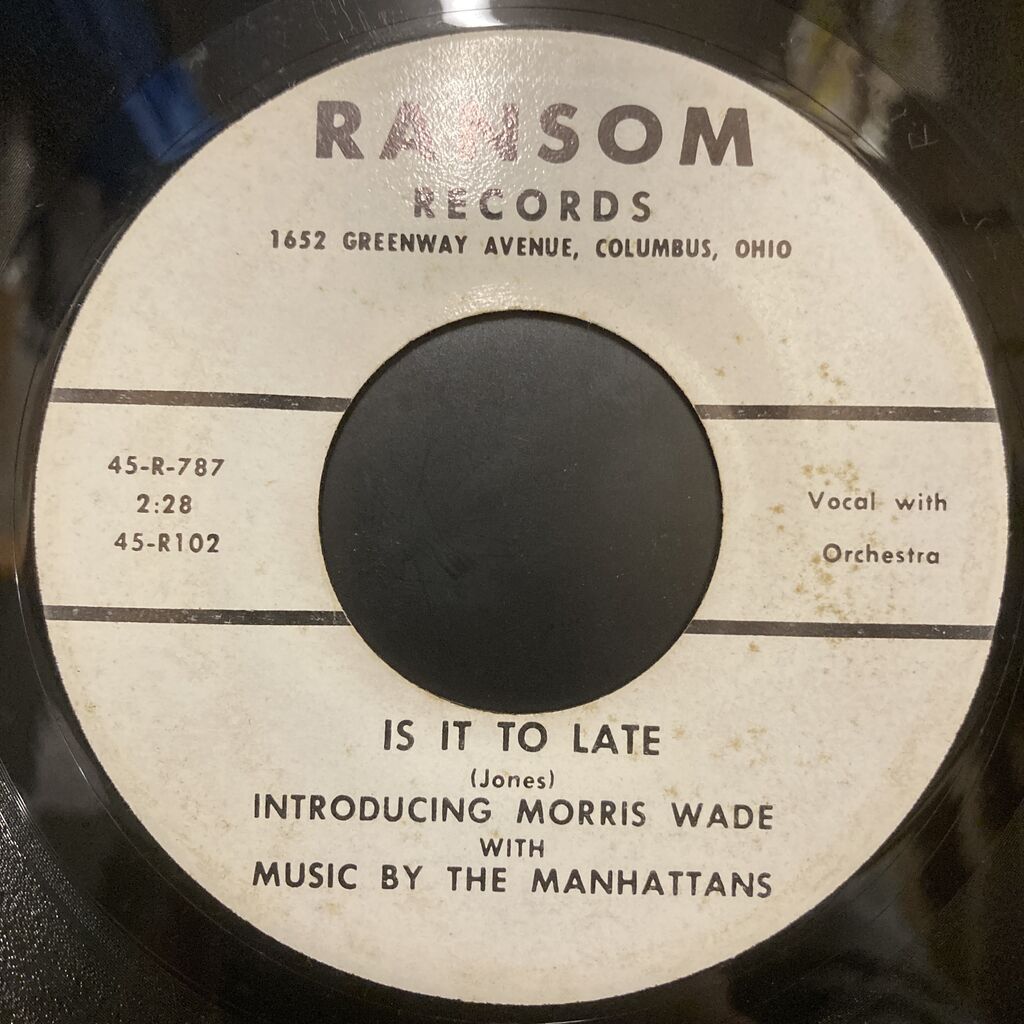 RANSOM
RECORDS
1652 GREENWAY AVENUE, COLUMBUS, OHIO
45-R-787
2:28
45-R102
Vocal with
Orchestra
IS IT TO LATE
(Jones)
INTRODUCING MORRIS WADE
WITH
MUSIC BY THE MANHATTANS